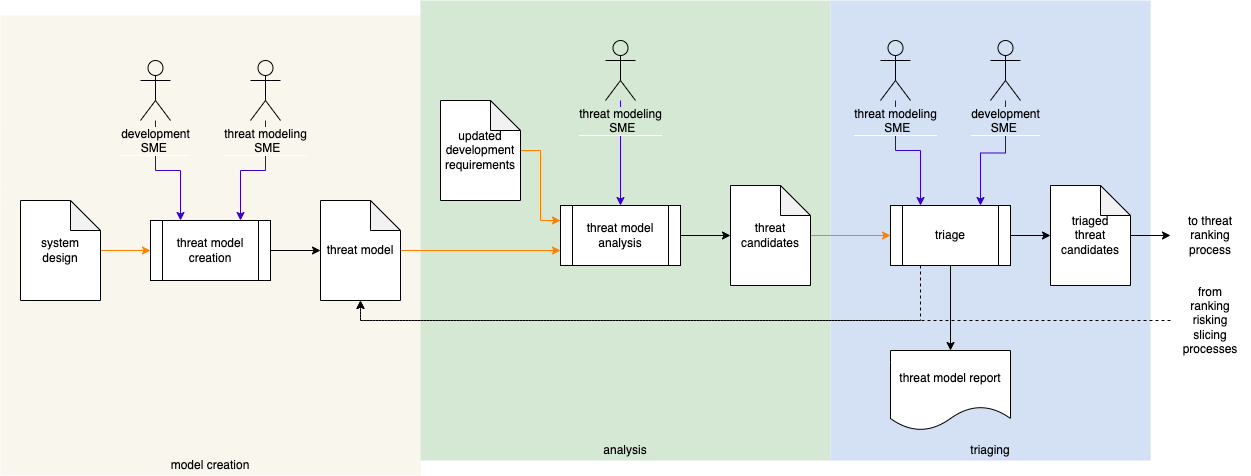 development
SME
threat modeling
SME
system
design
threat model
creation
threat model
model creation
updated
development
requirements
threat modeling
SME
threat model
analysis
threat
candidates
analysis
threat modeling
SME
development
SME
triage
triaged
threat
candidates
threat model report
triaging
to threat
ranking
process
from
ranking
risking
slicing
processes